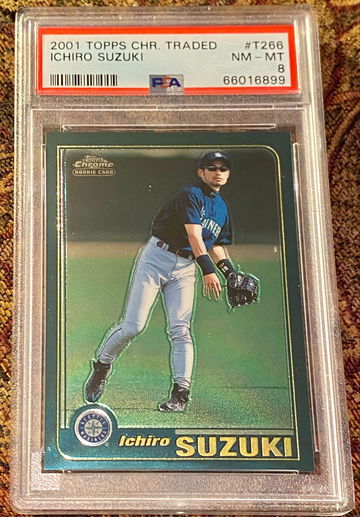 2001 TOPPS CHR. TRADED #T266
ICHIRO SUZUKI NM - MT
8
PSA 66016899
Topps
Chrome
ROOKIE CARD
Ichiro SUZUKI